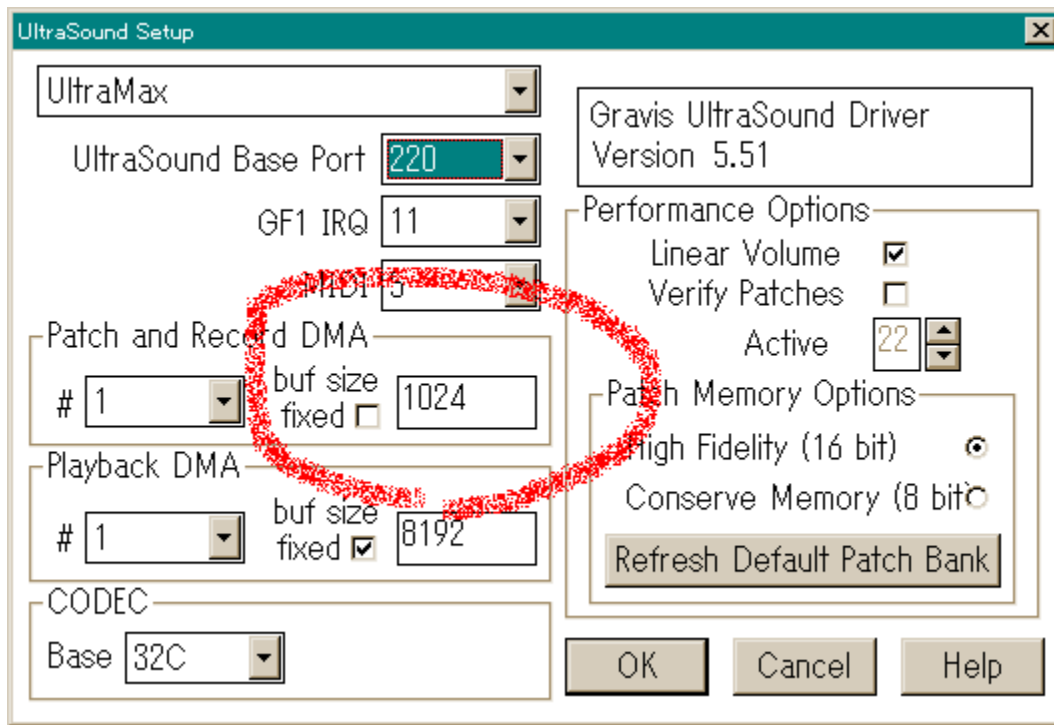 UltraSound Setup
UltraMax
UltraSound Base Port 220
GF1 IRQ 11
MIDI 5
Patch and Record DMA
# 1
buf size
fixed
1024
Playback DMA
# 1
buf size
fixed
8192
CODEC
Base 32C
Gravis UltraSound Driver
Version 5.51
Performance Options
Linear Volume
Verify Patches
Active 22
Patch Memory Options
High Fidelity (16 bit)
Conserve Memory (8 bit
Refresh Default Patch Bank
OK
Cancel
Help